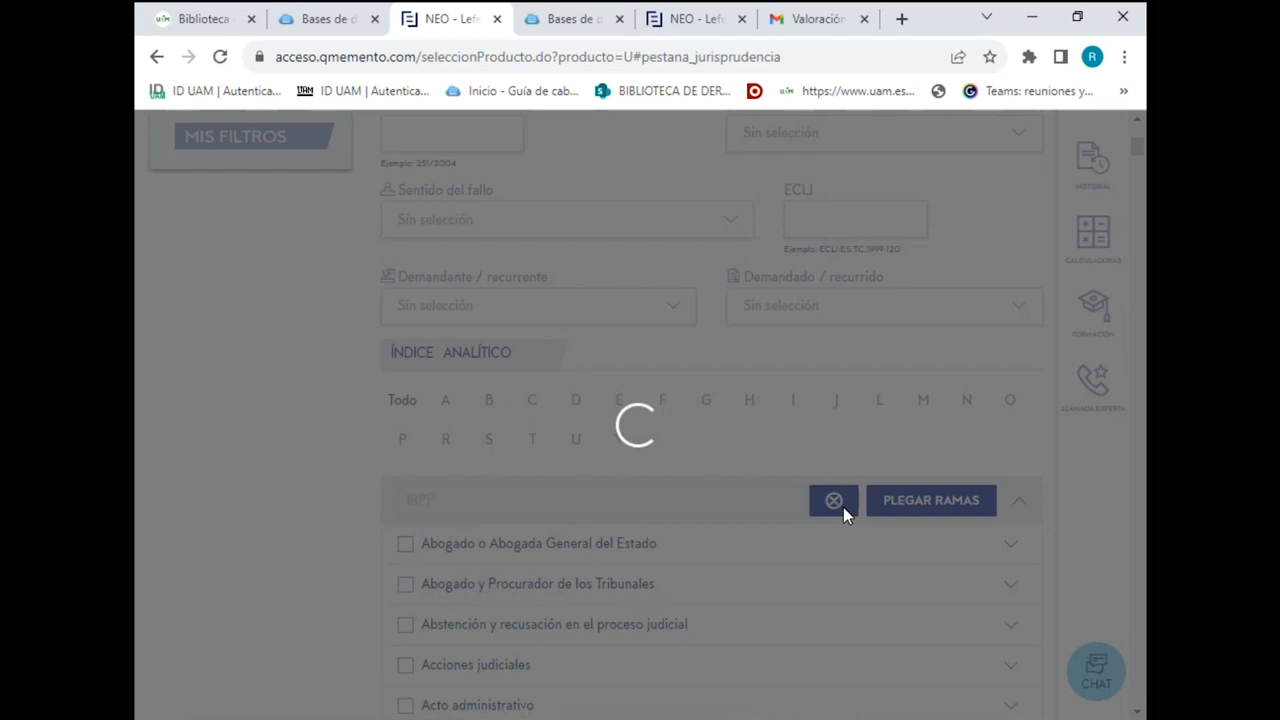 Biblioteca
Bases de d
NEO - Lefe
Bases de d
NEO - Lefe
Valoración
acceso.qmemento.com/seleccionProducto.do?producto=U#pestana_jurisprudencia
R
ID UAM | Autentica...
ID UAM | Autentica...
Inicio - Guía de cab...
BIBLIOTECA DE DER...
https://www.uam.es...
Teams: reuniones y...
»
MIS FILTROS
Sin selección
Ejemplo: 251/2004
HISTORIAL
Sentido del fallo
ECLI
Sin selección
Ejemplo: ECLI:ES:TC:1999:120
CALCULADORAS
Demandante / recurrente
Demandado / recurrido
Sin selección
Sin selección
FORMACIÓN
ÍNDICE ANALÍTICO
Todo A B C D E F G H I J L M N O
LLAMADA EXPERTA
P R S T U
IRPF
PLEGAR RAMAS
Abogado o Abogada General del Estado
Abogado y Procurador de los Tribunales
Abstención y recusación en el proceso judicial
Acciones judiciales
CHAT
Acto administrativo